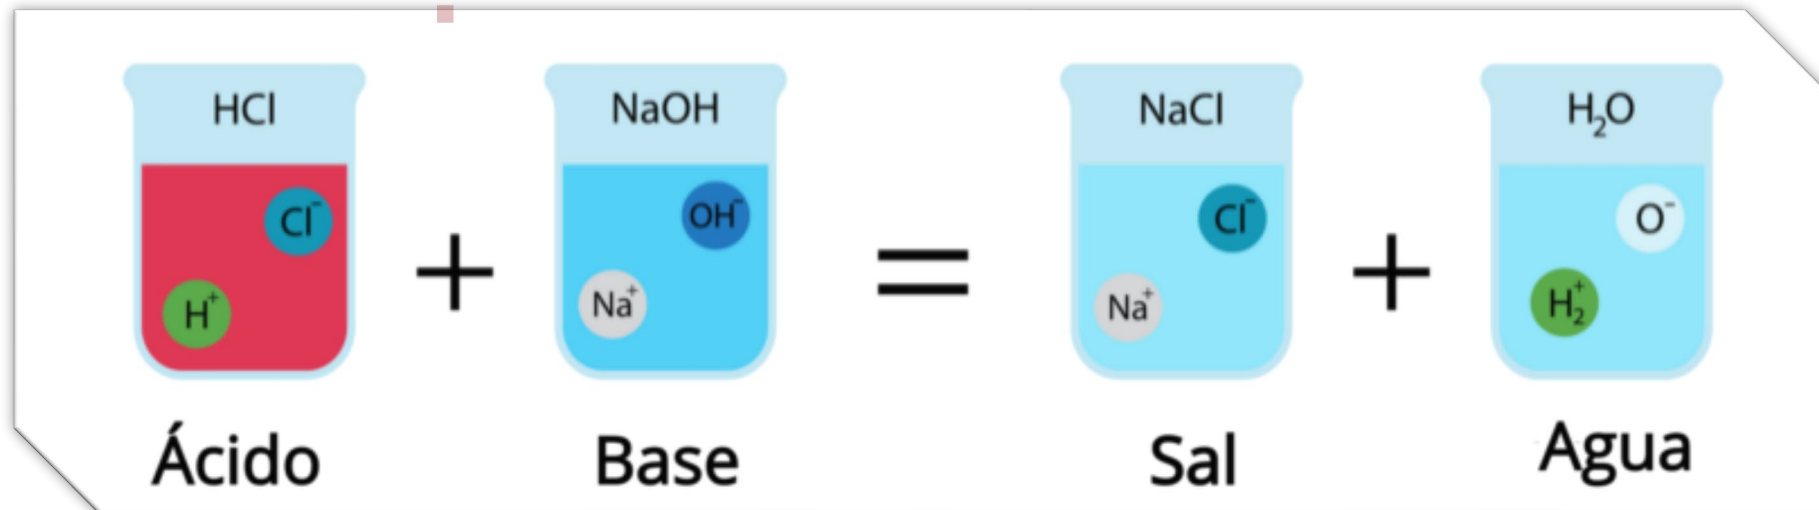 HCl
Cl⁻
H⁺
+
NaOH
OH⁻
Na⁺
=
NaCl
Cl⁻
Na⁺
+
H₂O
O⁻
H₂⁺
Ácido
Base
Sal
Agua